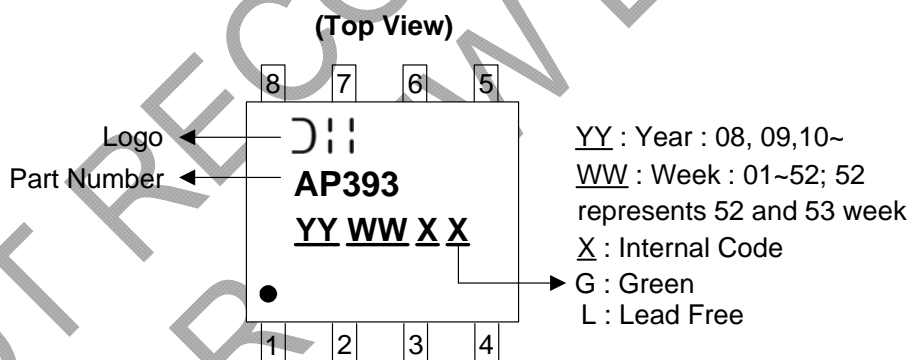 (Top View)
8 7 6 5
Logo
Part Number
AP393
YY WW X X
YY : Year : 08, 09,10~
WW : Week : 01~52; 52
represents 52 and 53 week
X : Internal Code
G : Green
L : Lead Free
1 2 3 4